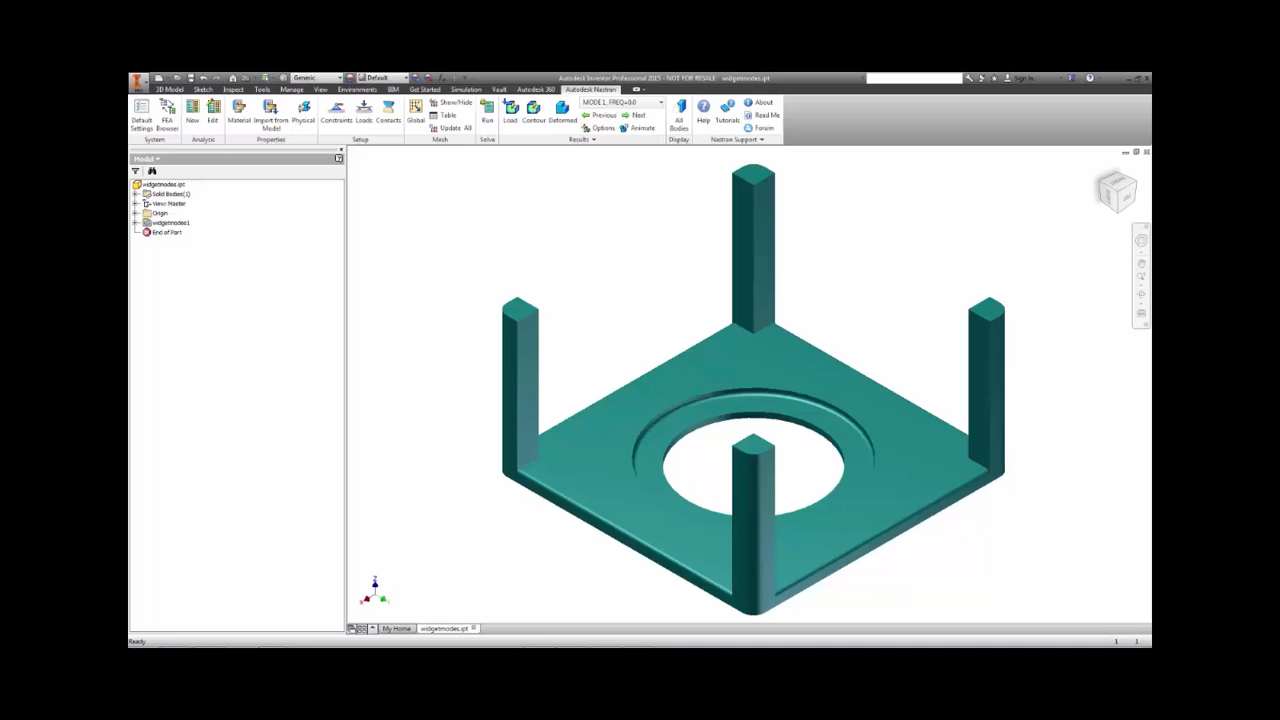 Generic Default Autodesk Inventor Professional 2015 - NOT FOR RESALE widgetmodes.ipt Sign In
3D Model Sketch Inspect Tools Manage View Environments BIM Get Started Simulation Vault Autodesk 360 Autodesk Nastran
Default Settings
FEA Browser
System
New
Edit
Analysis
Material
Import from Model
Physical
Properties
Constraints
Loads
Contacts
Setup
Global
Show/Hide
Table
Update All
Mesh
Run
Solve
Load
Contour
Deformed
MODE 1, FREQ=0.0
Previous Next
Options Animate
Results
All Bodies
Display
Help
Tutorials
About
Read Me
Forum
Nastran Support
Model
widgetmodes.ipt
Solid Bodies(1)
View: Master
Origin
widgetmodes1
End of Part
Z
My Home widgetmodes.ipt
Ready 1 1